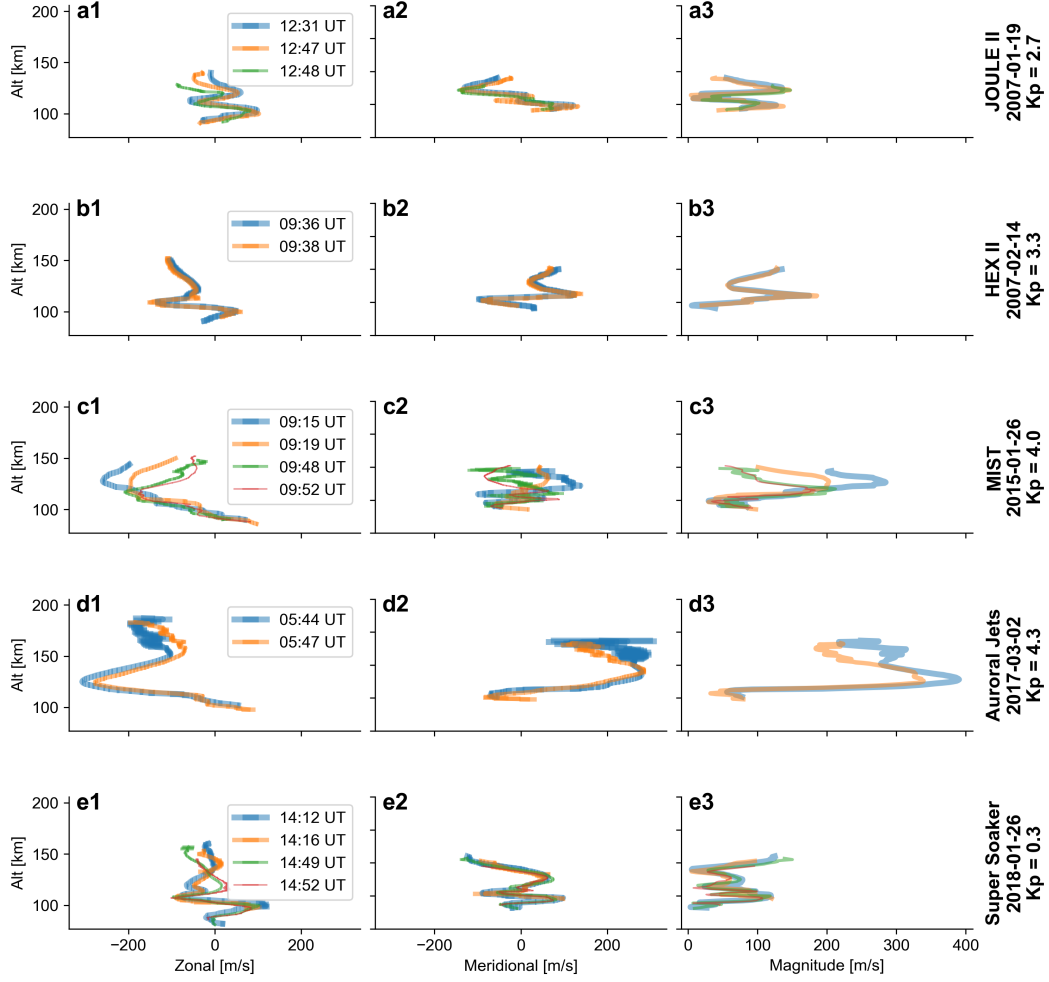 a1
a2
a3
200
150
100
Alt [km]
12:31 UT
12:47 UT
12:48 UT
JOULE II
2007-01-19
Kp = 2.7
b1
b2
b3
200
150
100
Alt [km]
09:36 UT
09:38 UT
HEX II
2007-02-14
Kp = 3.3
c1
c2
c3
200
150
100
Alt [km]
09:15 UT
09:19 UT
09:48 UT
09:52 UT
MIST
2015-01-26
Kp = 4.0
d1
d2
d3
200
150
100
Alt [km]
05:44 UT
05:47 UT
Auroral Jets
2017-03-02
Kp = 4.3
e1
e2
e3
200
150
100
Alt [km]
14:12 UT
14:16 UT
14:49 UT
14:52 UT
Super Soaker
2018-01-26
Kp = 0.3
−200 0 200
−200 0 200
0 100 200 300 400
Zonal [m/s]
Meridional [m/s]
Magnitude [m/s]